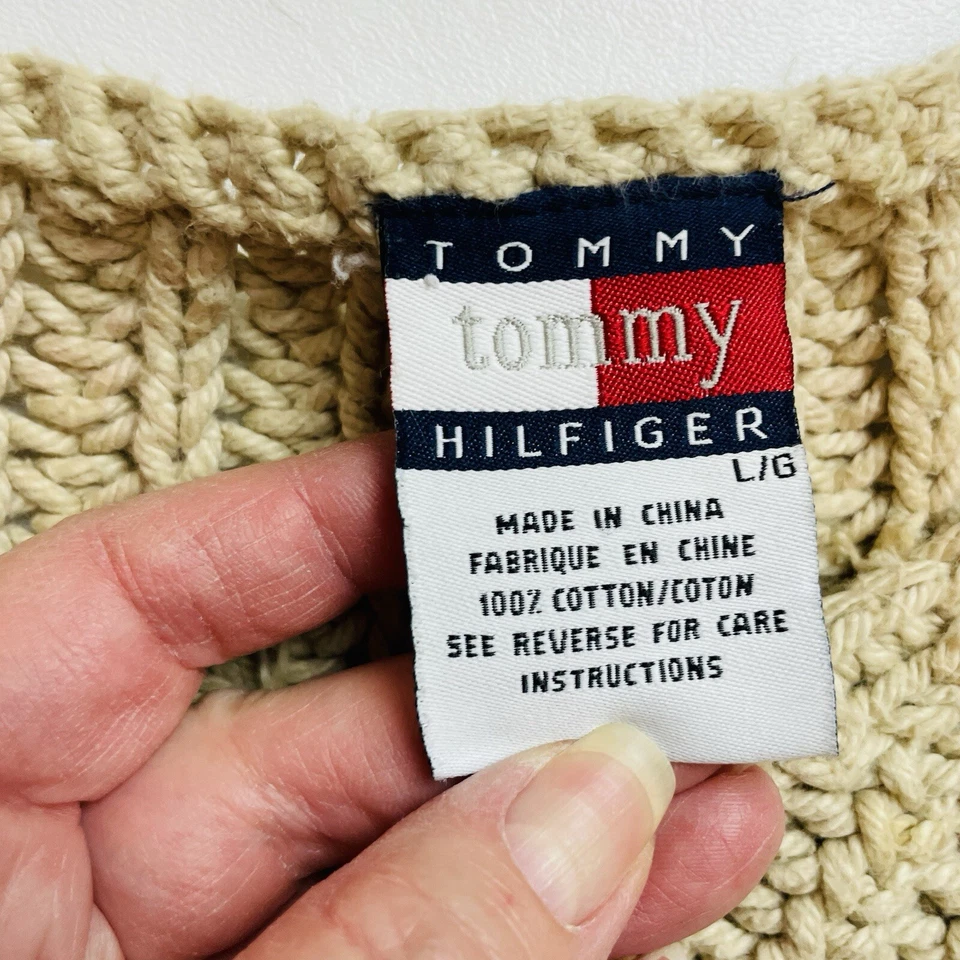 TOMMY
tommy
HILFIGER
L/G
MADE IN CHINA
FABRIQUE EN CHINE
100% COTTON/COTON
SEE REVERSE FOR CARE
INSTRUCTIONS